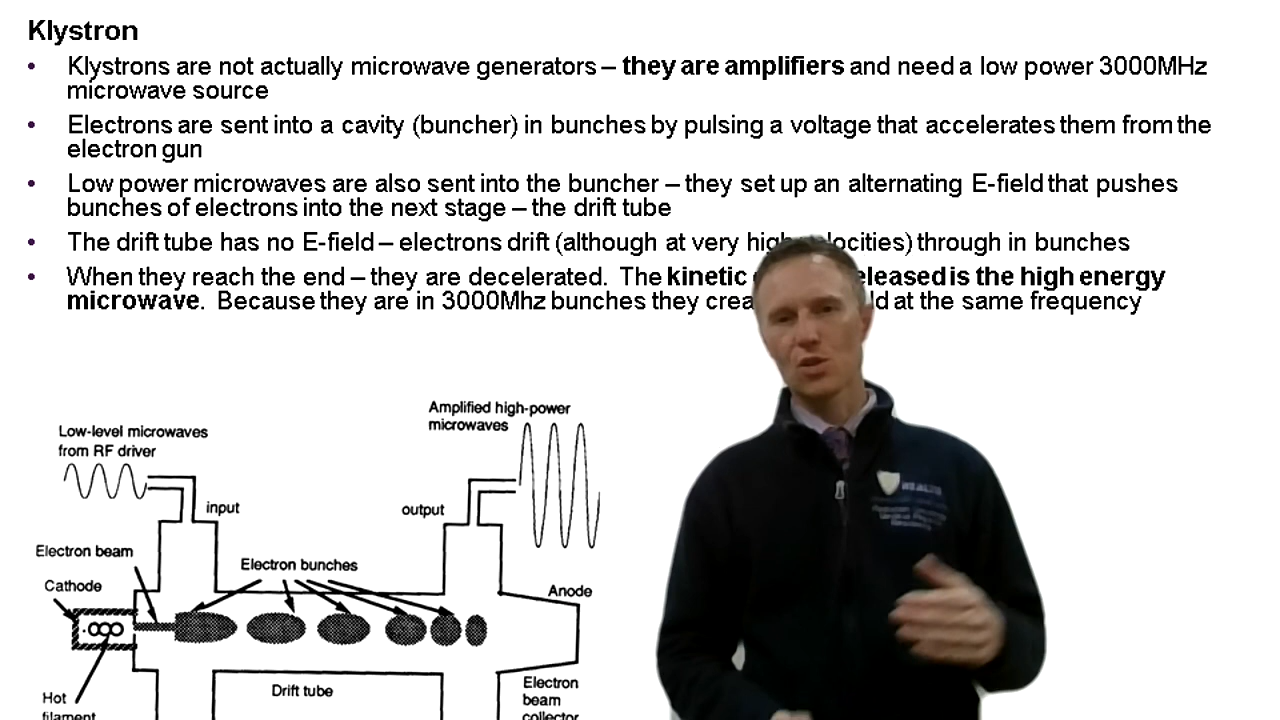 Klystron
• Klystrons are not actually microwave generators – they are amplifiers and need a low power 3000MHz
microwave source
• Electrons are sent into a cavity (buncher) in bunches by pulsing a voltage that accelerates them from the
electron gun
• Low power microwaves are also sent into the buncher – they set up an alternating E-field that pushes
bunches of electrons into the next stage – the drift tube
• The drift tube has no E-field – electrons drift (although at very high velocities) through in bunches
• When they reach the end – they are decelerated. The kinetic released is the high energy
microwave. Because they are in 3000Mhz bunches they at the same frequency
Amplified high-power
microwaves
Low-level microwaves
from RF driver
input
output
Electron beam
Electron bunches
Cathode
Anode
Hot
filament
Drift tube
Electron
beam
collector
HEALTH